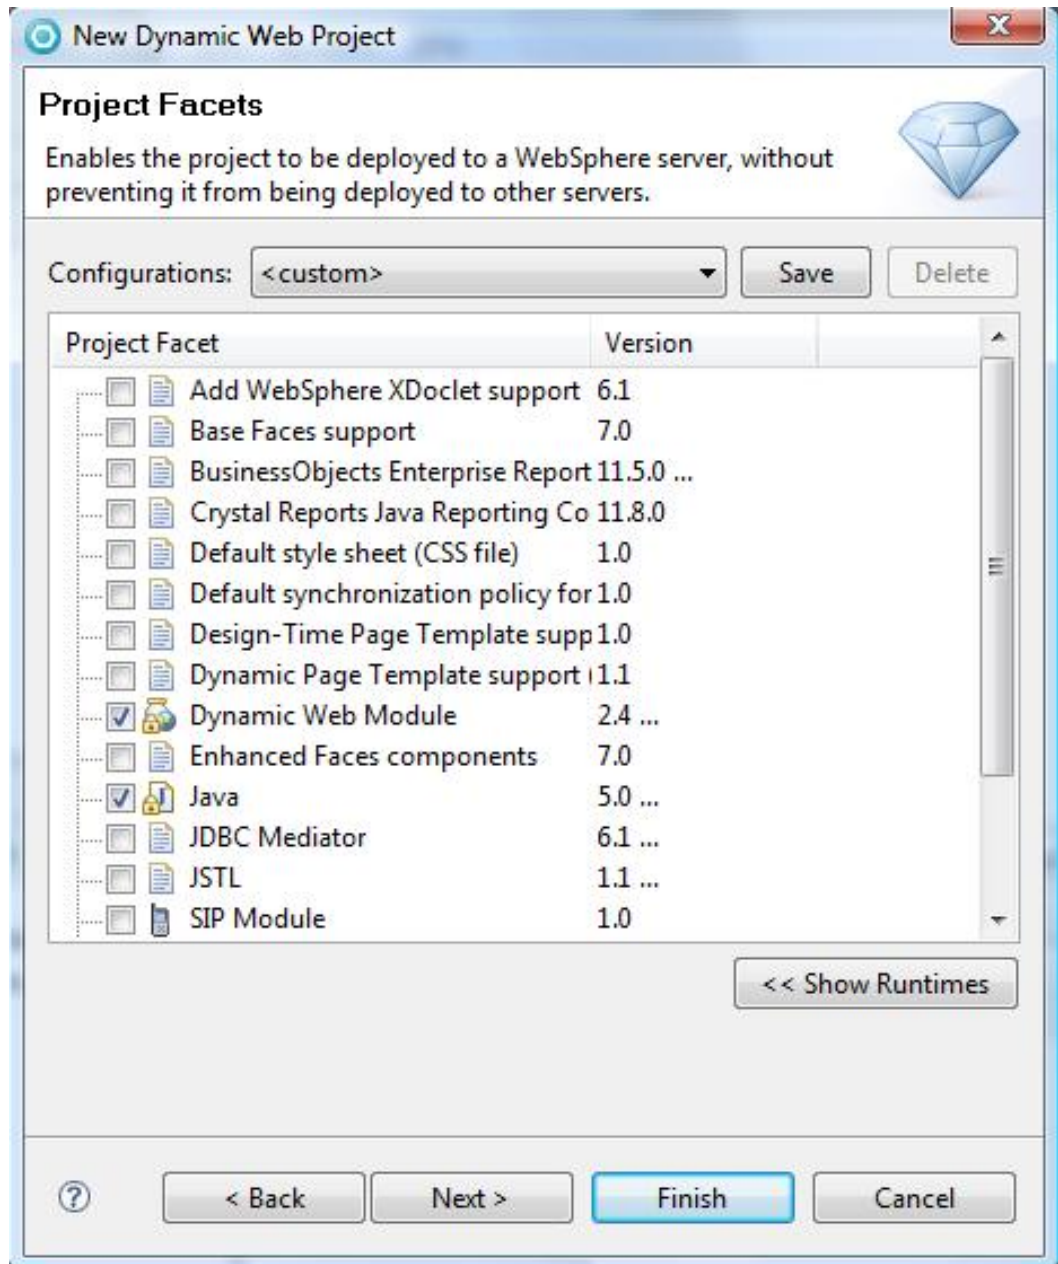 New Dynamic Web Project
Project Facets
Enables the project to be deployed to a WebSphere server, without
preventing it from being deployed to other servers.
Configurations: <custom> Save Delete
Project Facet Version
Add WebSphere XDoclet support 6.1
Base Faces support 7.0
BusinessObjects Enterprise Report 11.5.0 ...
Crystal Reports Java Reporting Co 11.8.0
Default style sheet (CSS file) 1.0
Default synchronization policy for 1.0
Design-Time Page Template supp 1.0
Dynamic Page Template support ( 1.1
Dynamic Web Module 2.4 ...
Enhanced Faces components 7.0
Java 5.0 ...
JDBC Mediator 6.1 ...
JSTL 1.1 ...
SIP Module 1.0
<< Show Runtimes
? < Back Next > Finish Cancel